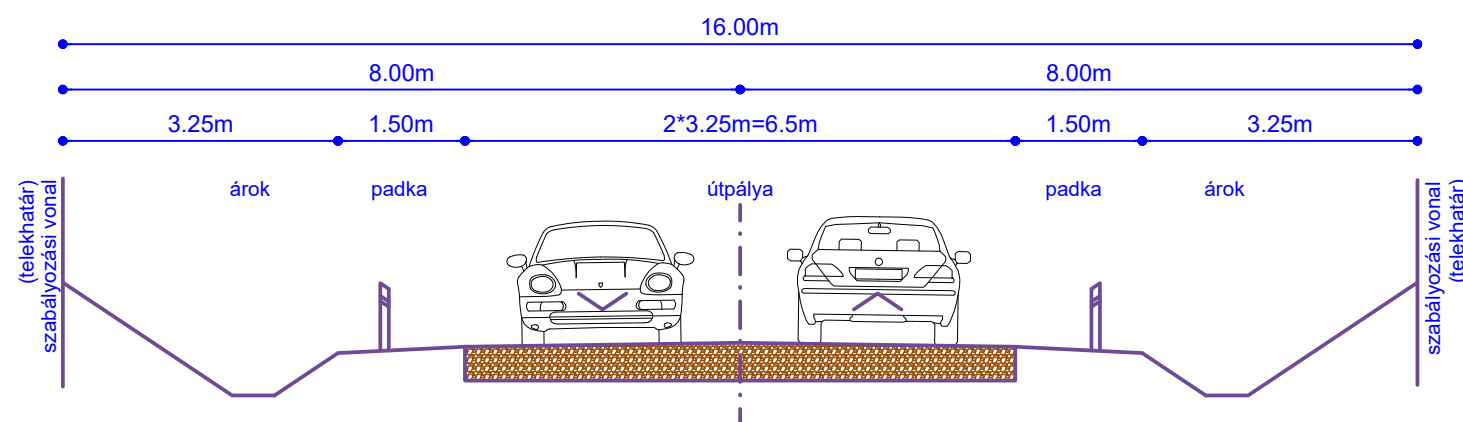 16.00m
8.00m 8.00m
3.25m 1.50m 2*3.25m=6.5m 1.50m 3.25m
árok padka útpálya padka árok
(telekhatár)
szabályozási vonal
szabályozási vonal
(telekhatár)